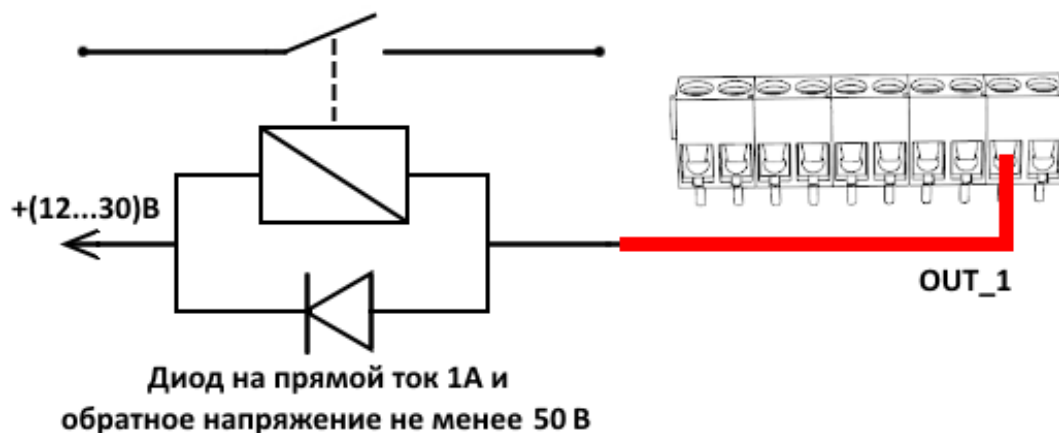 +(12...30)В
OUT_1
Диод на прямой ток 1А и
обратное напряжение не менее 50 В